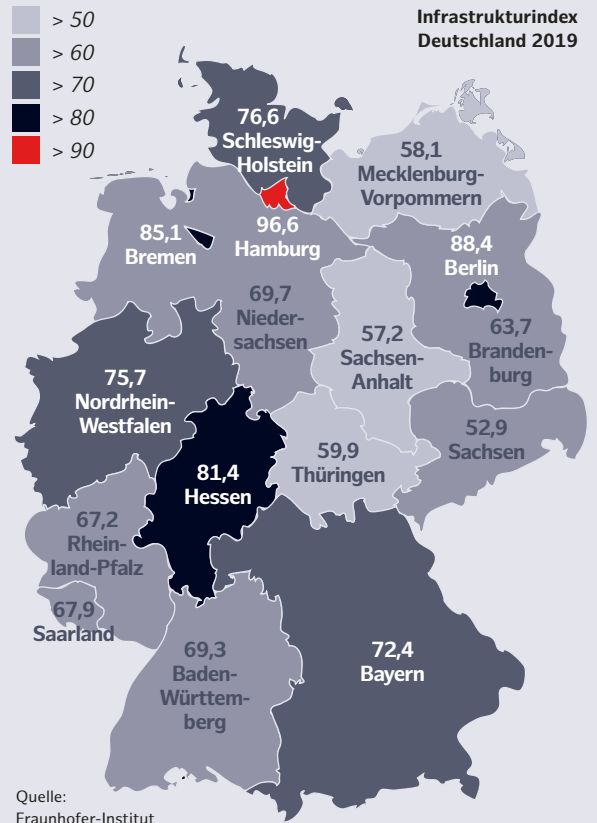 > 50
> 60
> 70
> 80
> 90
Infrastrukturindex
Deutschland 2019
76,6
Schleswig-
Holstein
58,1
Mecklenburg-
Vorpommern
96,6
Hamburg
85,1
Bremen
88,4
Berlin
69,7
Nieder-
sachsen
57,2
Sachsen-
Anhalt
63,7
Branden-
burg
75,7
Nordrhein-
Westfalen
52,9
Sachsen
59,9
Thüringen
81,4
Hessen
67,2
Rhein-
land-Pfalz
67,9
Saarland
69,3
Baden-
Württem-
berg
72,4
Bayern
Quelle:
Fraunhofer-Institut